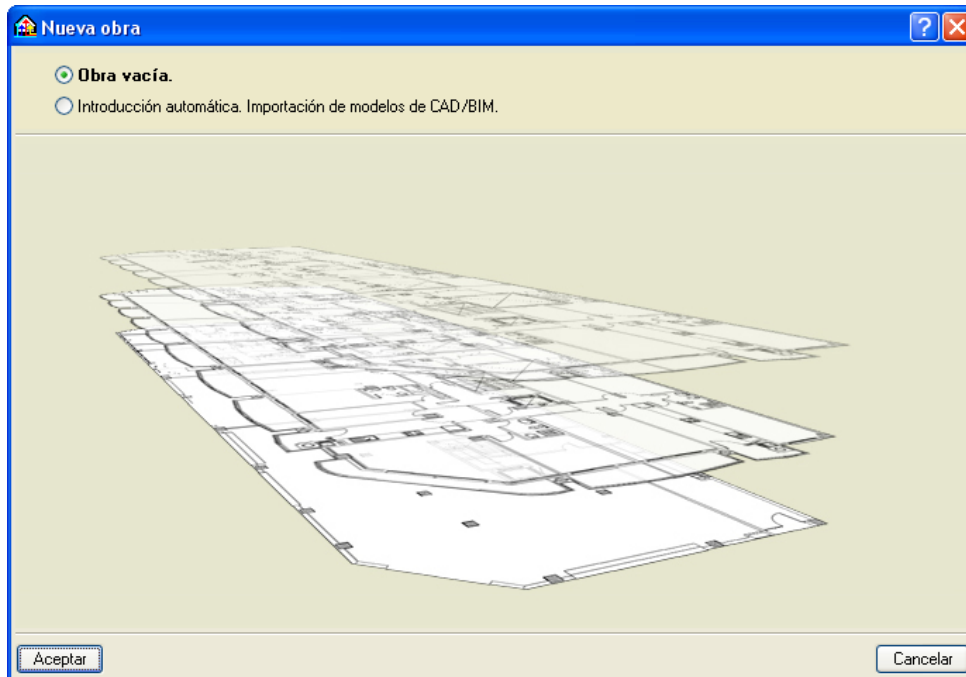 Nueva obra
Obra vacía.
Introducción automática. Importación de modelos de CAD/BIM.
Aceptar
Cancelar